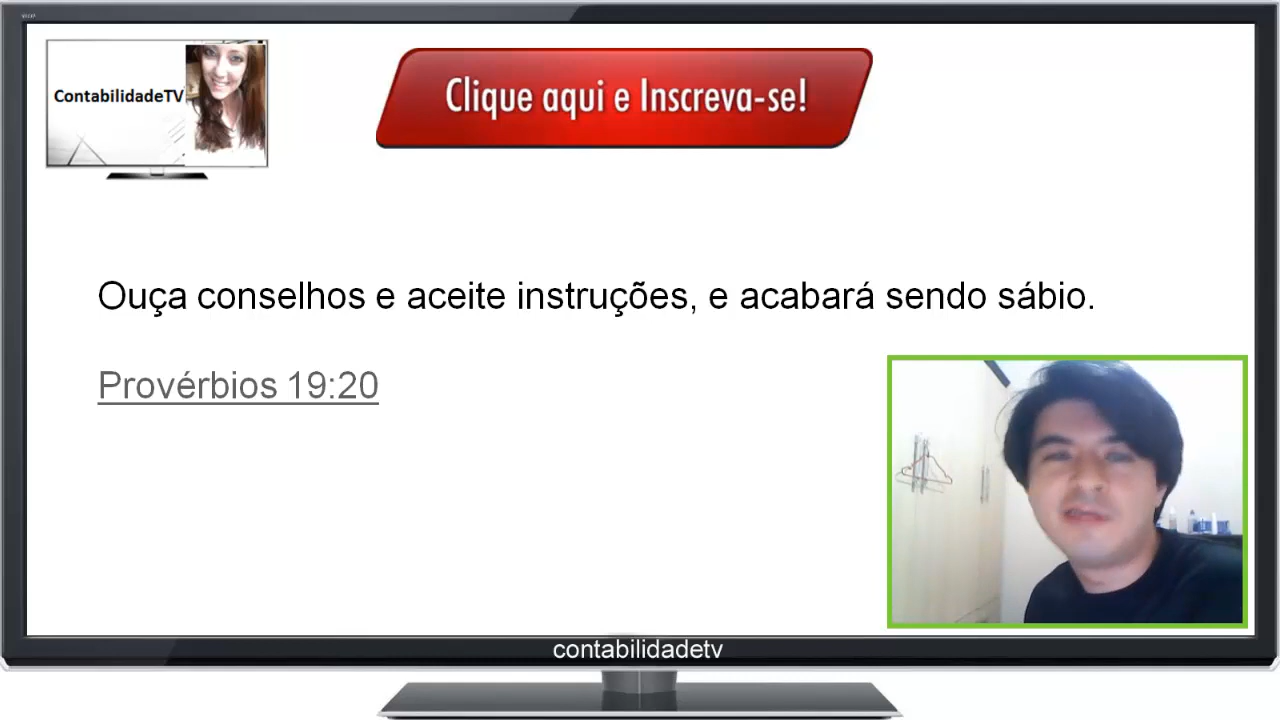 ContabilidadeTV
Clique aqui e Inscreva-se!
Ouça conselhos e aceite instruções, e acabará sendo sábio.
Provérbios 19:20
contabilidadetv